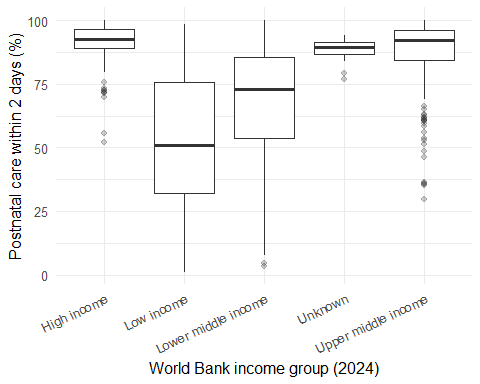 Postnatal care within 2 days (%)
100
75
50
25
0
High income
Low income
Lower middle income
Unknown
Upper middle income
World Bank income group (2024)